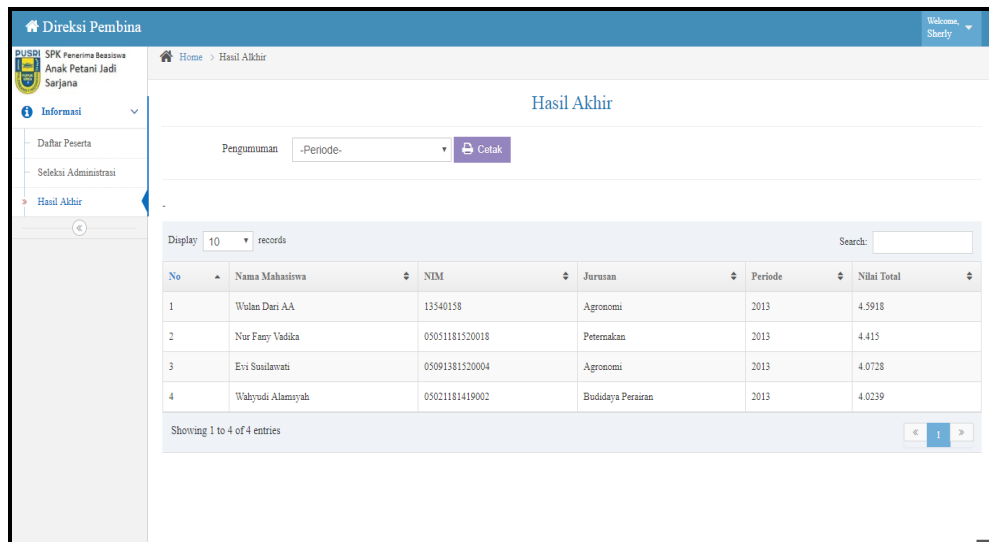 Direksi Pembina
Welcome,
Sherly
PUSRI SPK Penerima Beasiswa
Anak Petani Jadi
Sarjana
Home > Hasil Alkhir
Informasi
Daftar Peserta
Seleksi Administrasi
» Hasil Akhir
«
Hasil Akhir
Pengumuman -Periode- Cetak
-
Display 10 records Search:
No Nama Mahasiswa NIM Jurusan Periode Nilai Total
1 Wulan Dari AA 13540158 Agronomi 2013 4.5918
2 Nur Fany Vadika 05051181520018 Peternakan 2013 4.415
3 Evi Susilawati 05091381520004 Agronomi 2013 4.0728
4 Wahyudi Alamsyah 05021181419002 Budidaya Perairan 2013 4.0239
Showing 1 to 4 of 4 entries « 1 »